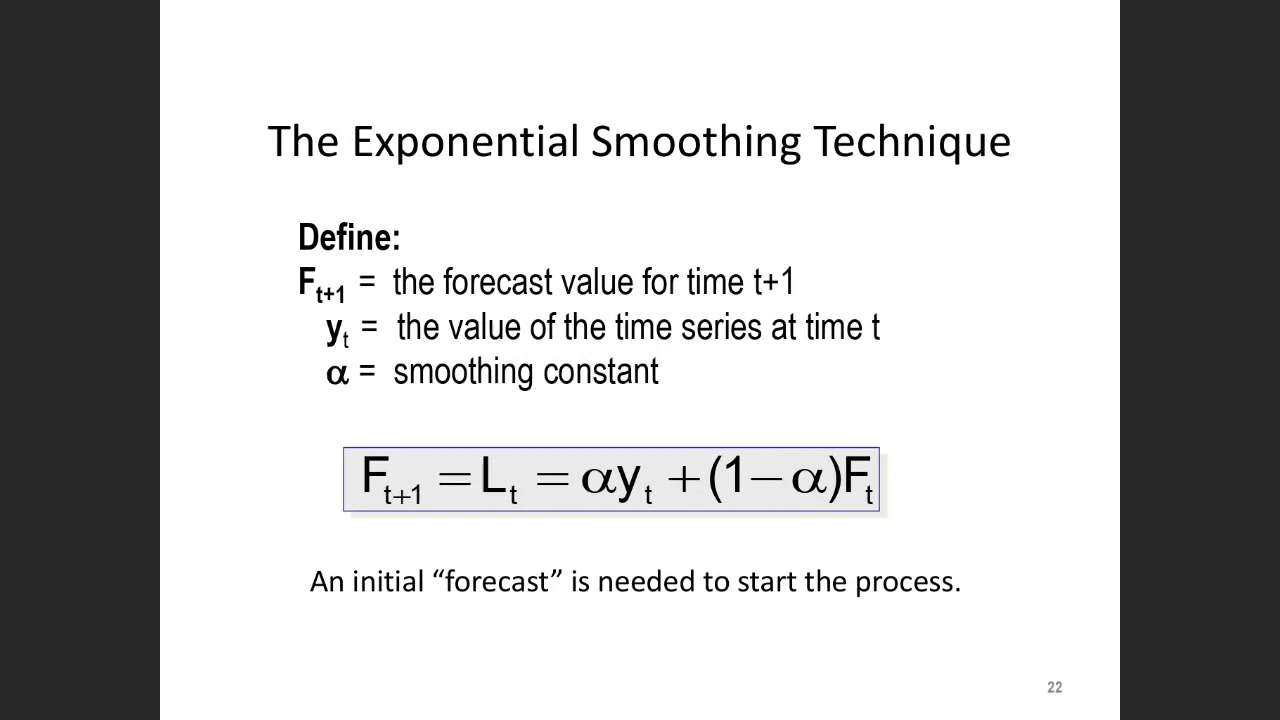 The Exponential Smoothing Technique
Define:
Fₜ₊₁ = the forecast value for time t+1
yₜ = the value of the time series at time t
α = smoothing constant
Fₜ₊₁ = Lₜ = αyₜ + (1 − α)Fₜ
An initial “forecast” is needed to start the process.
22